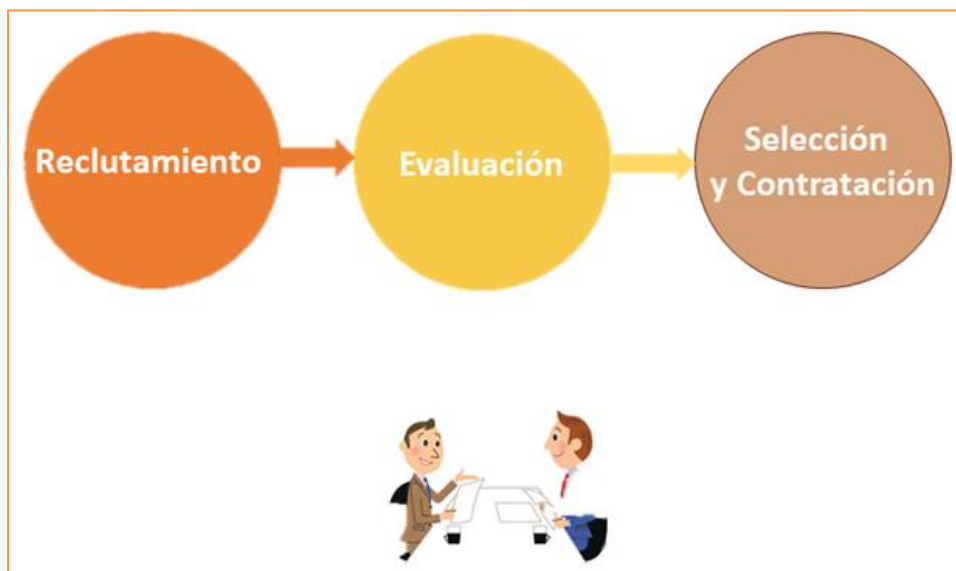 Reclutamiento
Evaluación
Selección
y Contratación